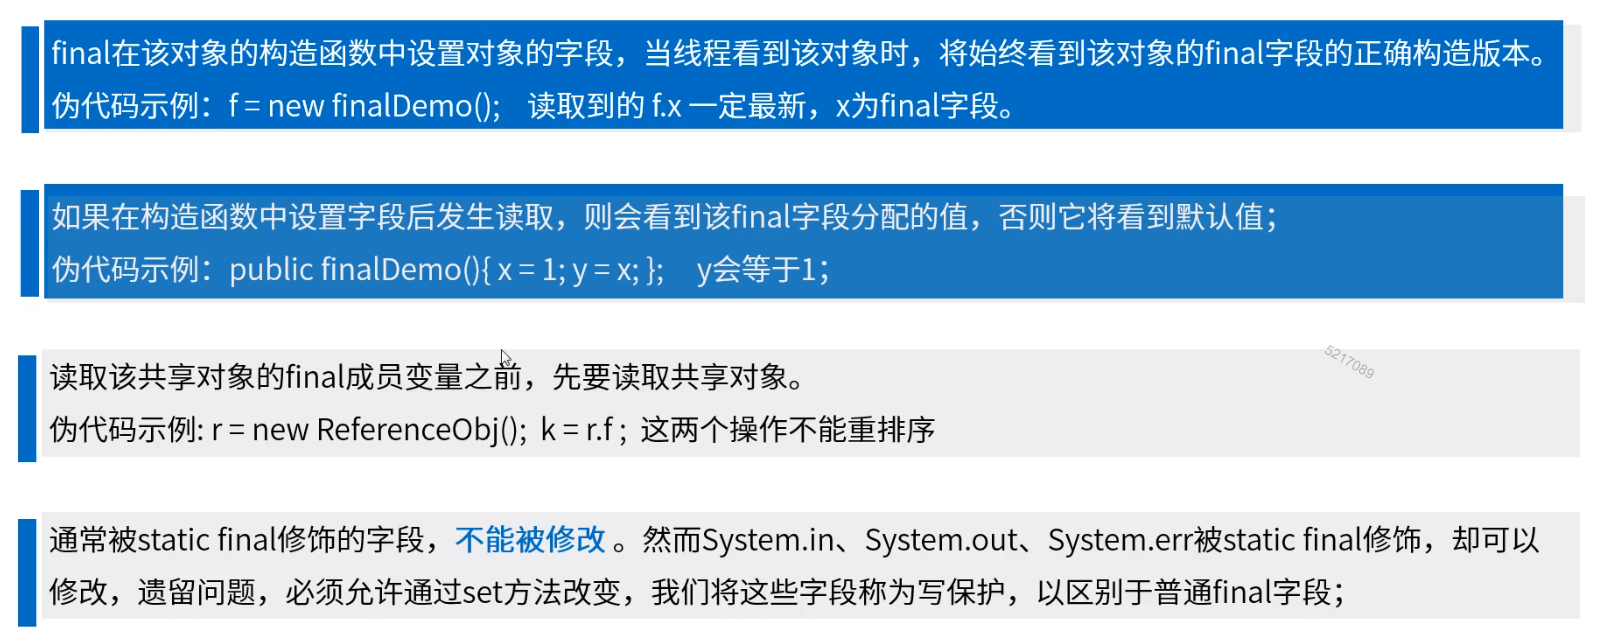 final在该对象的构造函数中设置对象的字段，当线程看到该对象时，将始终看到该对象的final字段的正确构造版本。
伪代码示例：f = new finalDemo();    读取到的 f.x 一定最新，x为final字段。
如果在构造函数中设置字段后发生读取，则会看到该final字段分配的值，否则它将看到默认值；
伪代码示例：public finalDemo(){ x = 1; y = x; };    y会等于1；
读取该共享对象的final成员变量之前，先要读取共享对象。
伪代码示例: r = new ReferenceObj();  k = r.f ;  这两个操作不能重排序
5217089
通常被static final修饰的字段，不能被修改 。然而System.in、System.out、System.err被static final修饰，却可以
修改，遗留问题，必须允许通过set方法改变，我们将这些字段称为写保护，以区别于普通final字段；